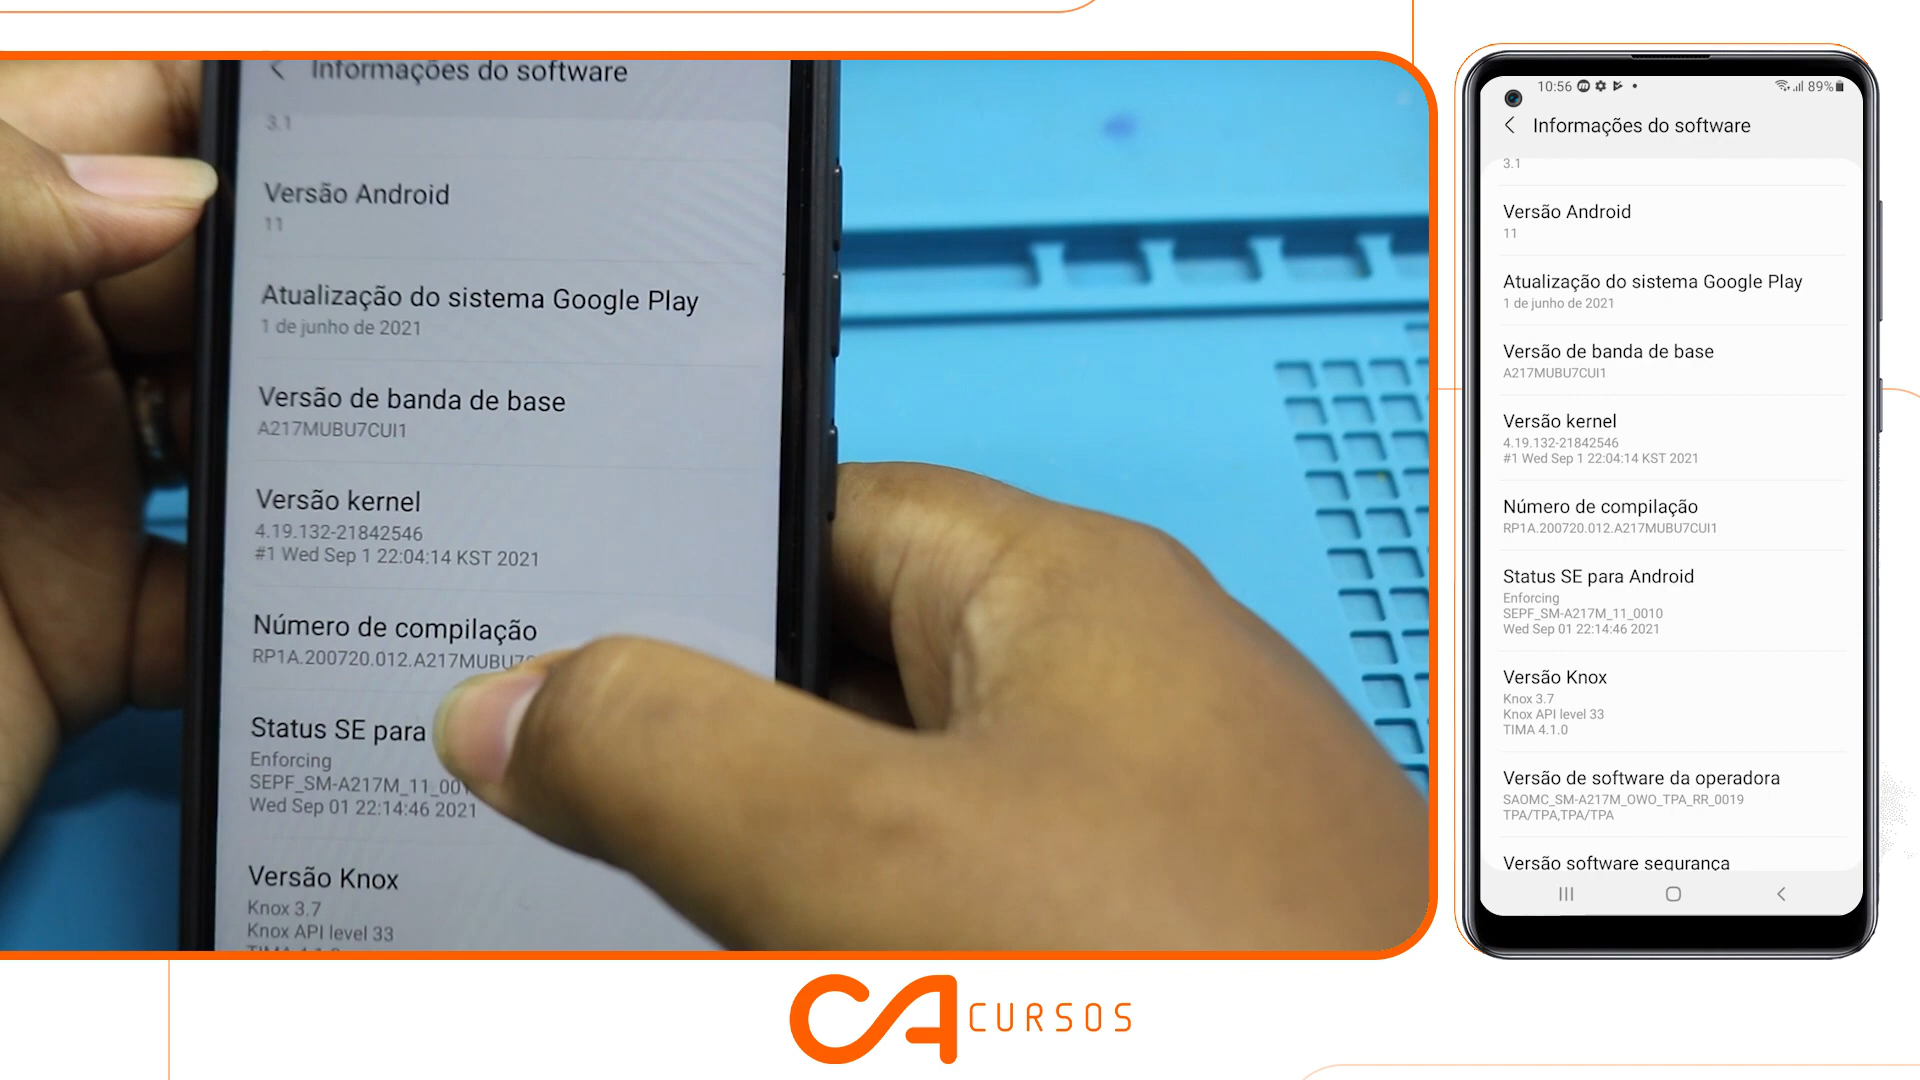 Informações do software
3.1
Versão Android
11
Atualização do sistema Google Play
1 de junho de 2021
Versão de banda de base
A217MUBU7CUI1
Versão kernel
4.19.132-21842546
#1 Wed Sep 1 22:04:14 KST 2021
Número de compilação
RP1A.200720.012.A217MUBU7
Status SE para
Enforcing
SEPF_SM-A217M_11_00
Wed Sep 01 22:14:46 2021
Versão Knox
Knox 3.7
Knox API level 33
10:56
89%
Informações do software
3.1
Versão Android
11
Atualização do sistema Google Play
1 de junho de 2021
Versão de banda de base
A217MUBU7CUI1
Versão kernel
4.19.132-21842546
#1 Wed Sep 1 22:04:14 KST 2021
Número de compilação
RP1A.200720.012.A217MUBU7CUI1
Status SE para Android
Enforcing
SEPF_SM-A217M_11_0010
Wed Sep 01 22:14:46 2021
Versão Knox
Knox 3.7
Knox API level 33
TIMA 4.1.0
Versão de software da operadora
SAOMC_SM-A217M_OWO_TPA_RR_0019
TPA/TPA,TPA/TPA
Versão software segurança
CA CURSOS